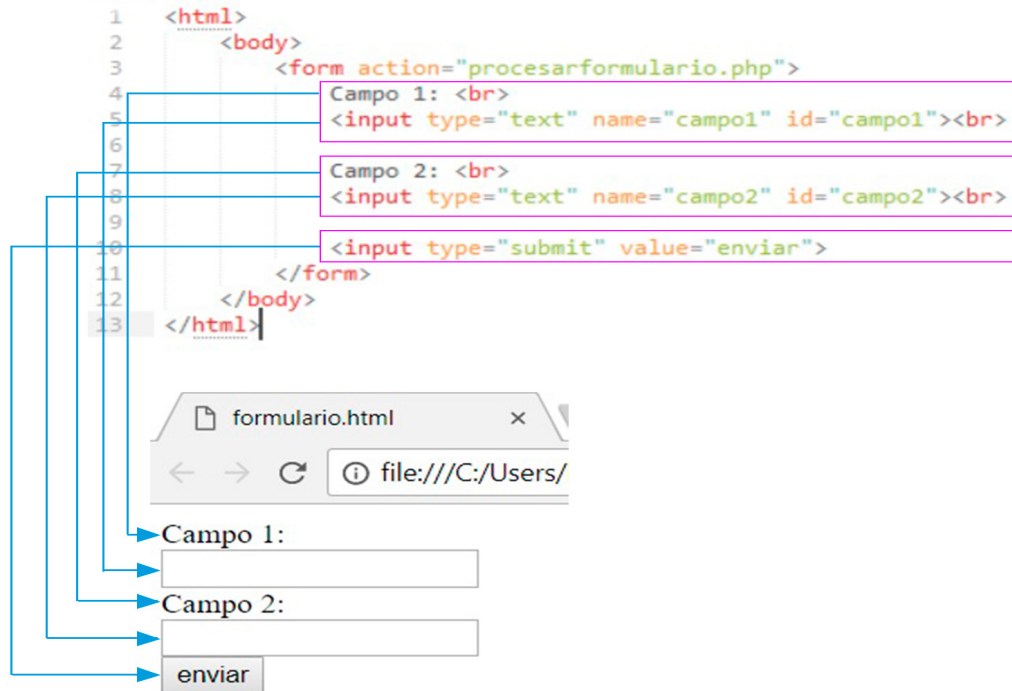 1 <html>
2 <body>
3 <form action="procesarformulario.php">
4 Campo 1: <br>
5 <input type="text" name="campo1" id="campo1"><br>
6
7 Campo 2: <br>
8 <input type="text" name="campo2" id="campo2"><br>
9
10 <input type="submit" value="enviar">
11 </form>
12 </body>
13 </html>
formulario.html ×
file:///C:/Users/
Campo 1:
Campo 2:
enviar